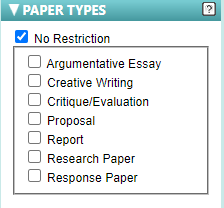 ▼PAPER TYPES ?
No Restriction
Argumentative Essay
Creative Writing
Critique/Evaluation
Proposal
Report
Research Paper
Response Paper